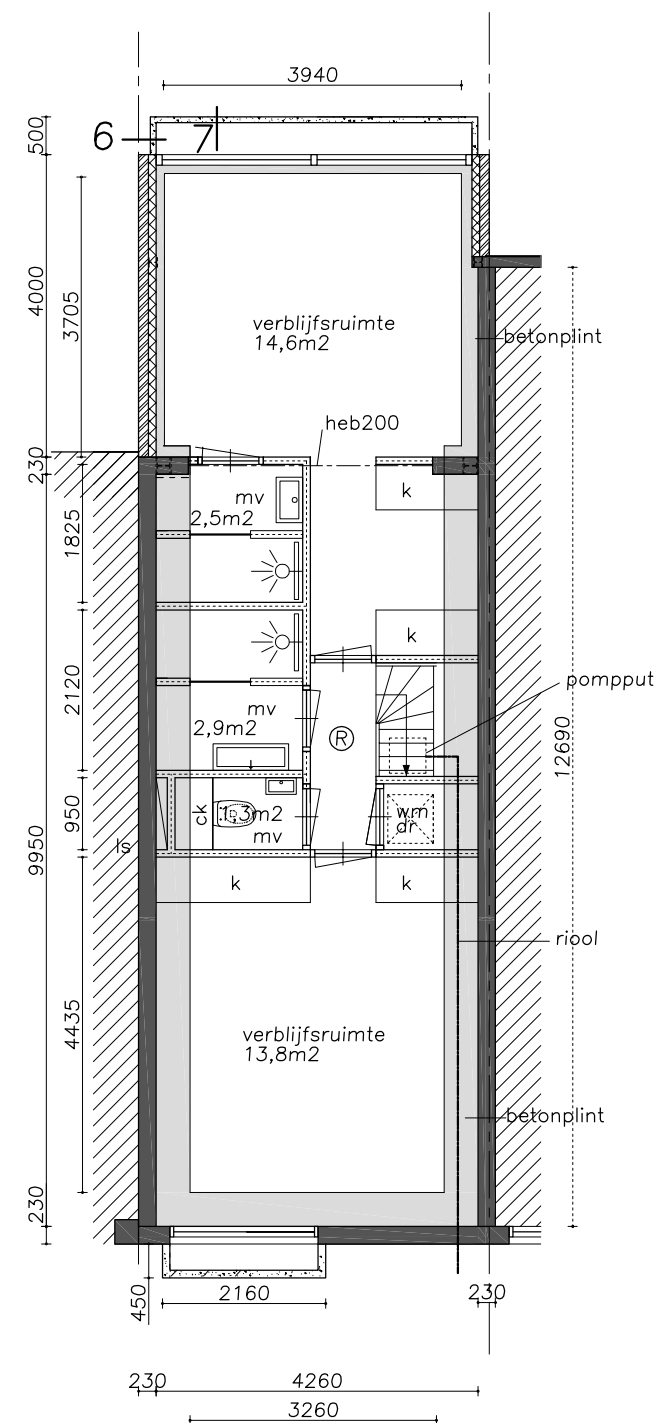 3940
6
7
500
4000
3705
verblijfsruimte
14,6m2
betonplint
heb200
230
mv
2,5m2
k
1825
k
2120
mv
2,9m2
R
pompput
12690
950
ck
1,3m2
mv
wm
dr
ls
9950
k
k
riool
4435
verblijfsruimte
13,8m2
betonplint
230
450
2160
230
230
4260
3260